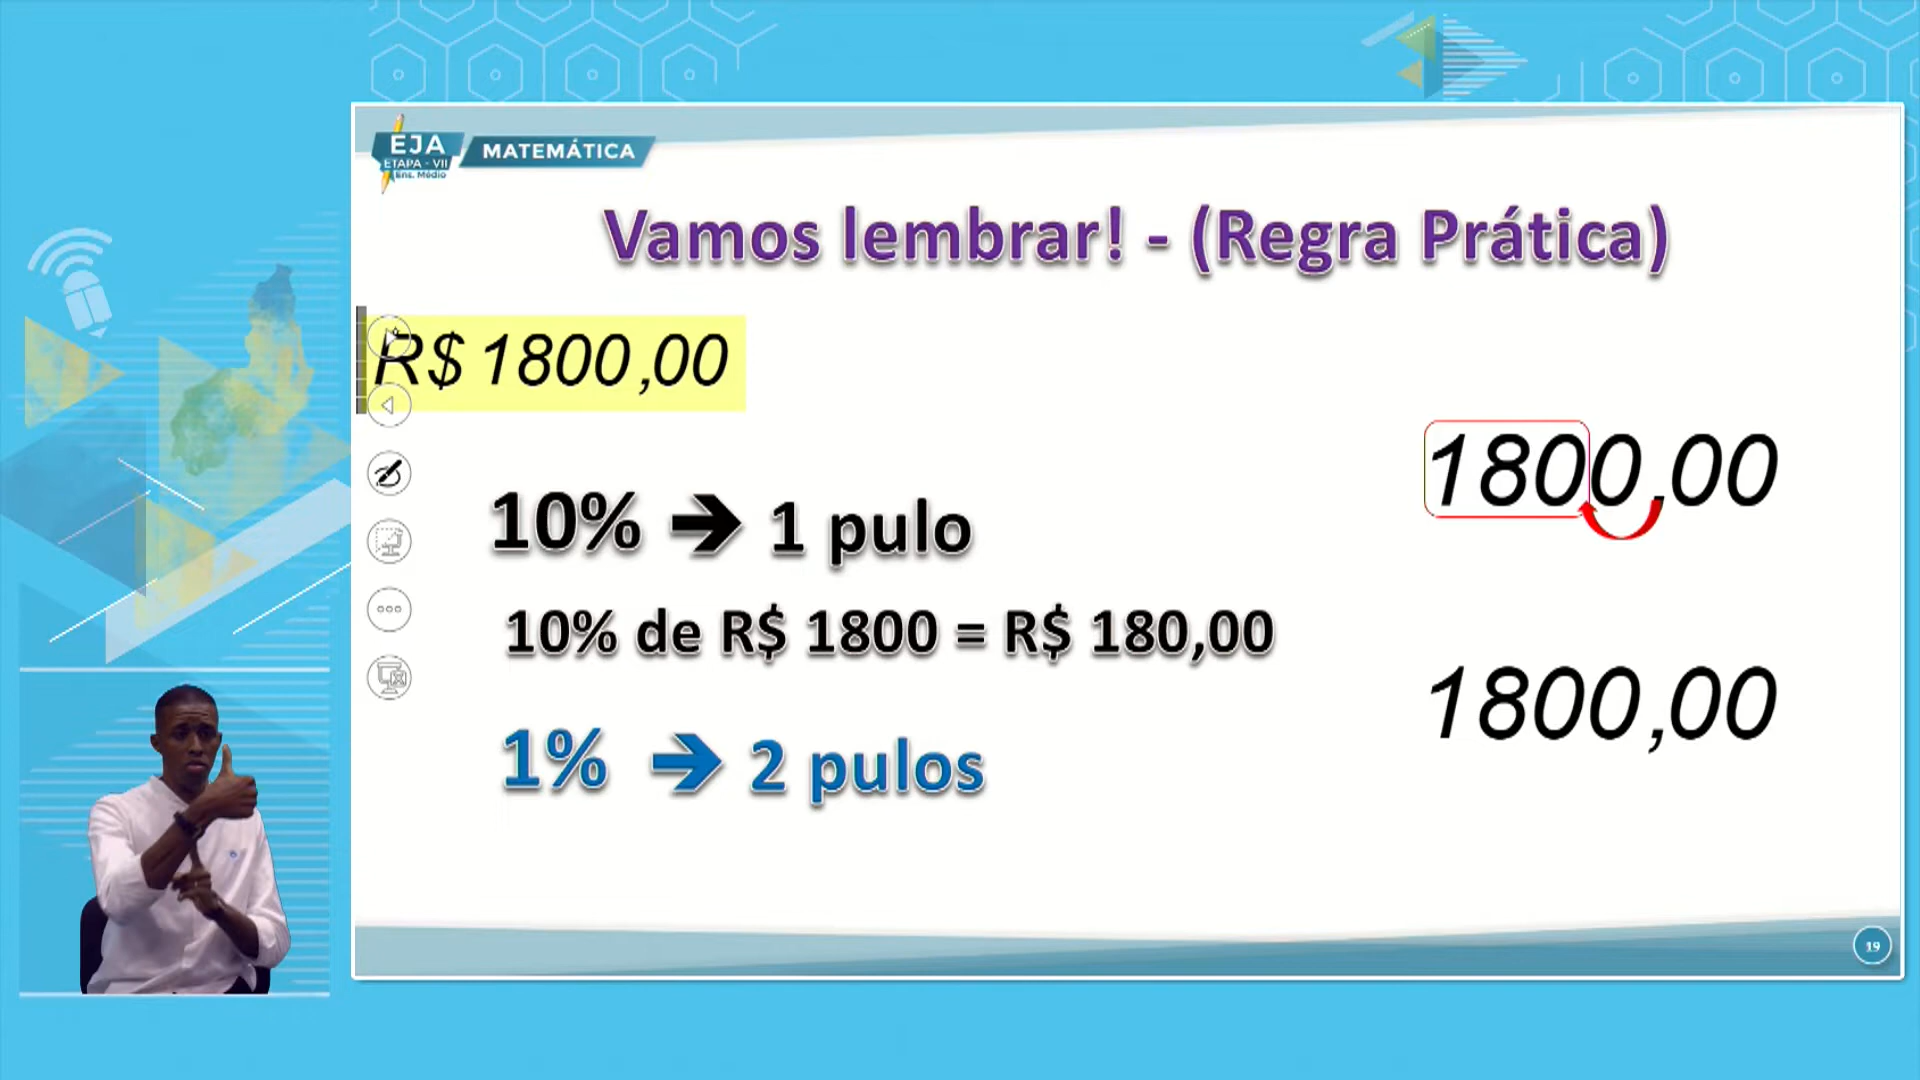 EJA
ETAPA - VII
Ens. Médio
MATEMÁTICA
Vamos lembrar! - (Regra Prática)
R$ 1800,00
1800,00
10% ➔ 1 pulo
10% de R$ 1800 = R$ 180,00
1800,00
1% ➔ 2 pulos
19